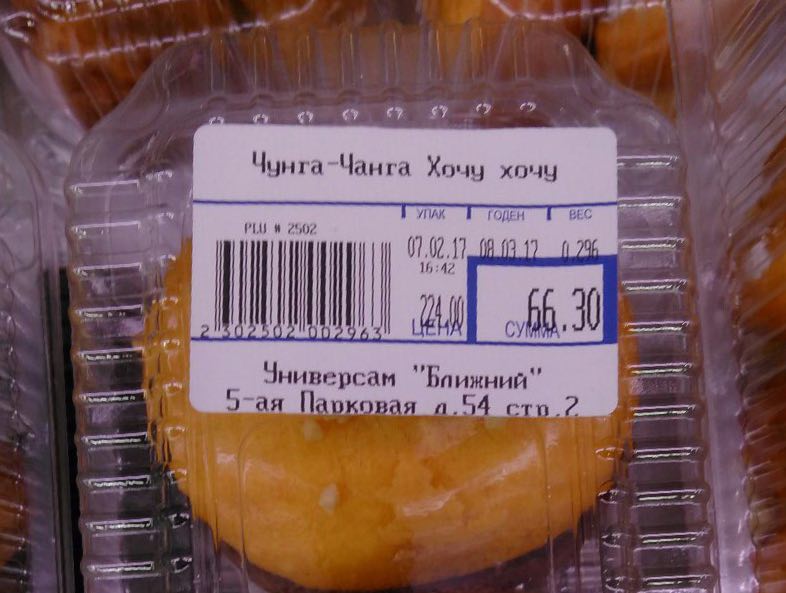 Чунга-Чанга Хочу хочу
УПАК ГОДЕН ВЕС
PLU # 2502
07.02.17 08.03.17 0.296
16:42
224.00 66.30
ЦЕНА СУММА
2 302502 002963
Универсам "Ближний"
5-ая Парковая д.54 стр.2